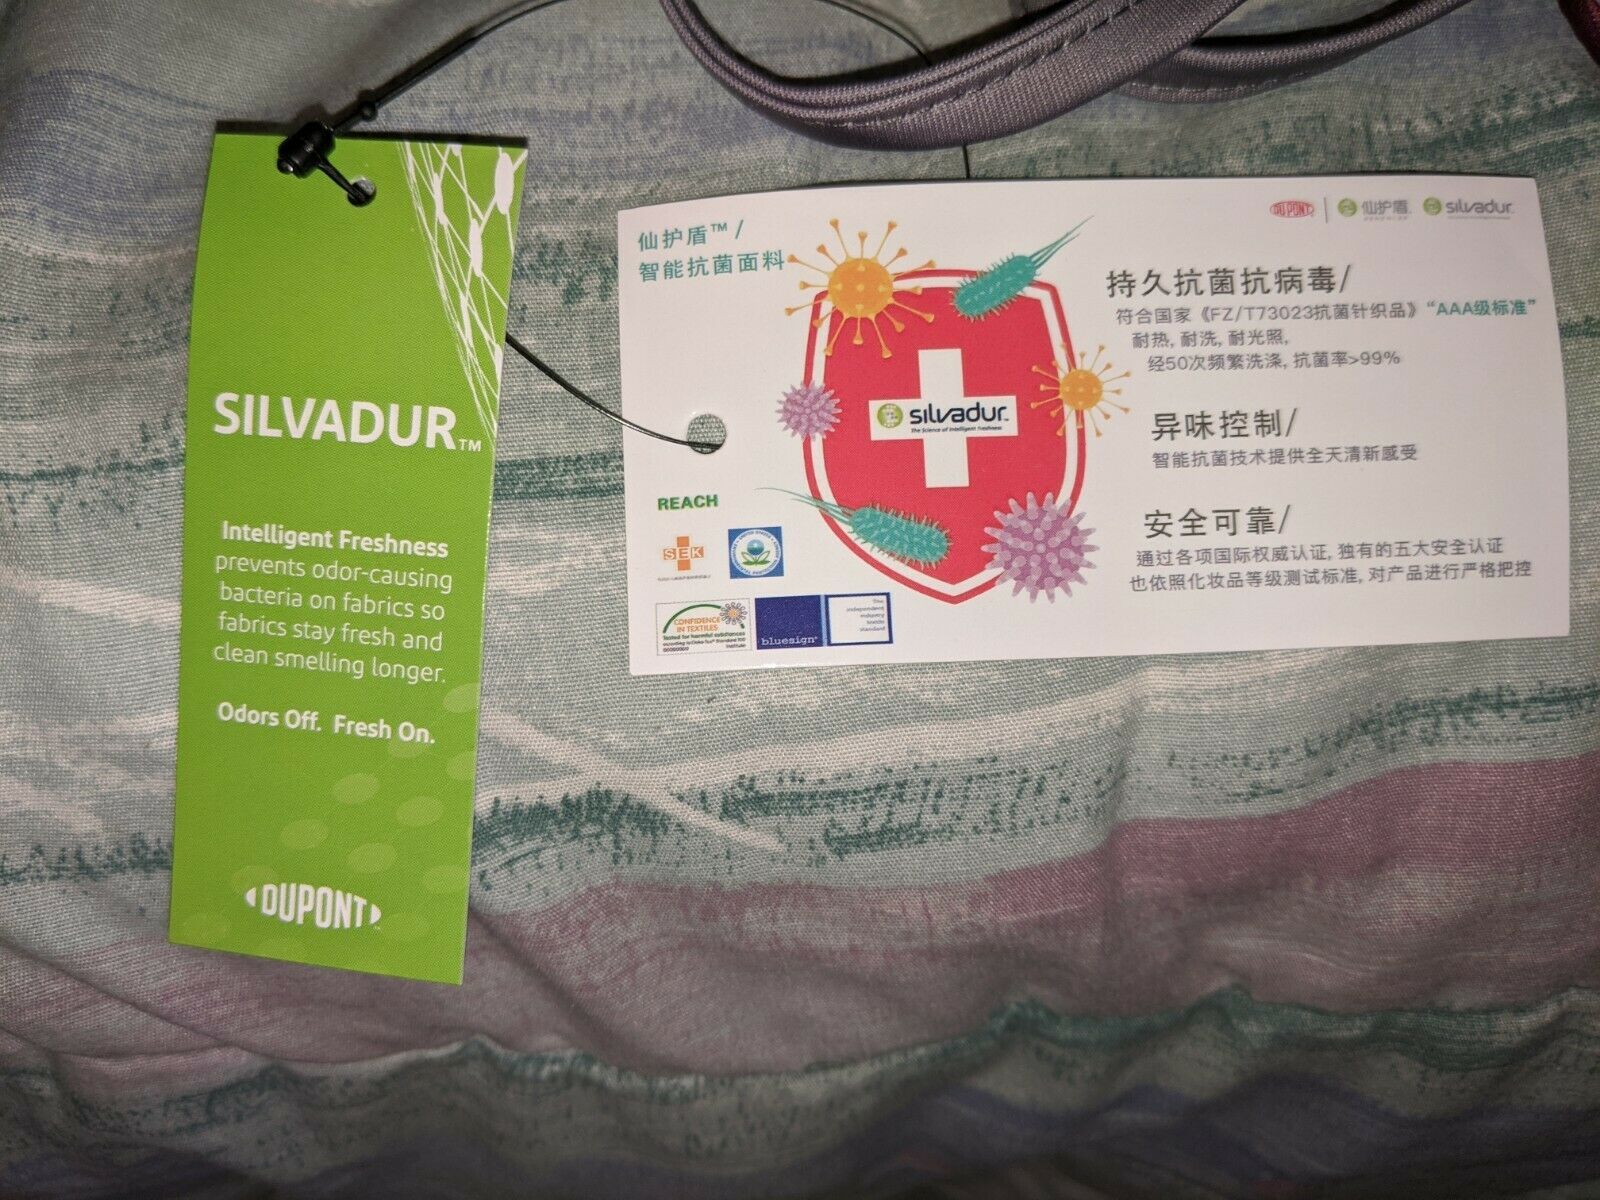 SILVADUR™
Intelligent Freshness
prevents odor-causing
bacteria on fabrics so
fabrics stay fresh and
clean smelling longer.
Odors Off. Fresh On.
DUPONT
仙护盾™/
智能抗菌面料
DUPONT 仙护盾 silvadur
silvadur
The Science of Intelligent Freshness
持久抗菌抗病毒/
符合国家《FZ/T73023抗菌针织品》“AAA级标准”
耐热, 耐洗, 耐光照,
经50次频繁洗涤, 抗菌率>99%
异味控制/
智能抗菌技术提供全天清新感受
安全可靠/
通过各项国际权威认证, 独有的五大安全认证
也依照化妆品等级测试标准, 对产品进行严格把控
REACH
SEK
CONFIDENCE
IN TEXTILES
Tested for harmful substances
according to Oeko-Tex® Standard 100
00000000 Institute
bluesign®
The
independent
industry
textile
standard